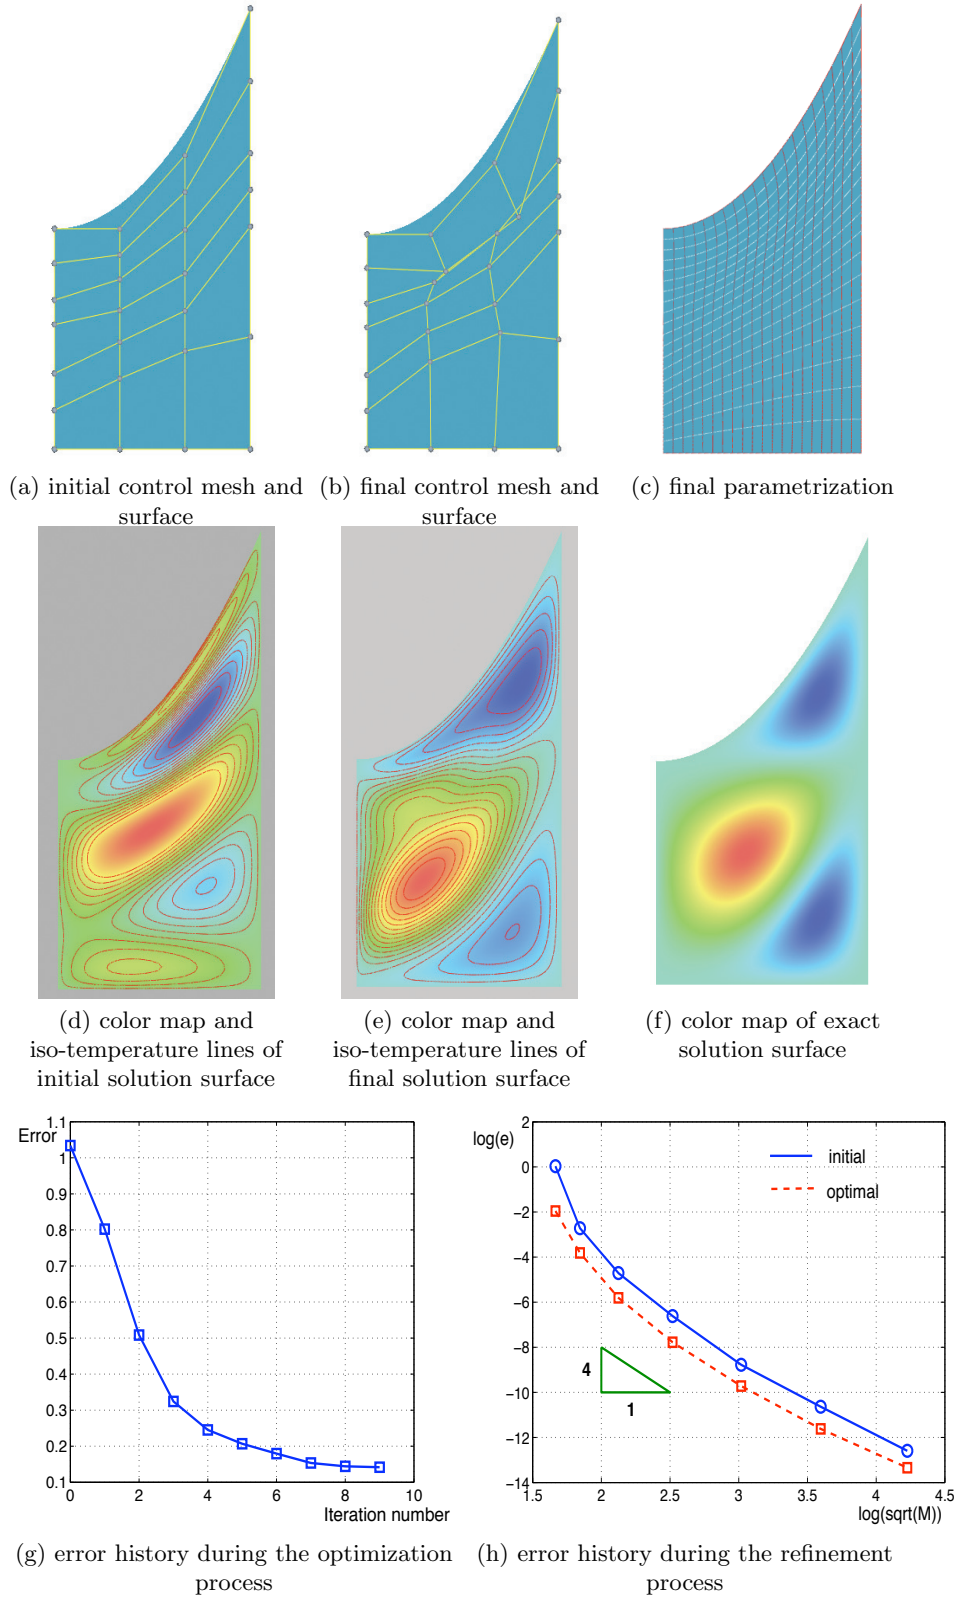 (a) initial control mesh and
surface
(b) final control mesh and
surface
(c) final parametrization
(d) color map and
iso-temperature lines of
initial solution surface
(e) color map and
iso-temperature lines of
final solution surface
(f) color map of exact
solution surface
Error
1.1
1
0.9
0.8
0.7
0.6
0.5
0.4
0.3
0.2
0.1
0 2 4 6 8 10
Iteration number
(g) error history during the optimization
process
log(e)
2
0
−2
−4
−6
−8
−10
−12
−14
initial
optimal
4
1
1.5 2 2.5 3 3.5 4 4.5
log(sqrt(M))
(h) error history during the refinement
process